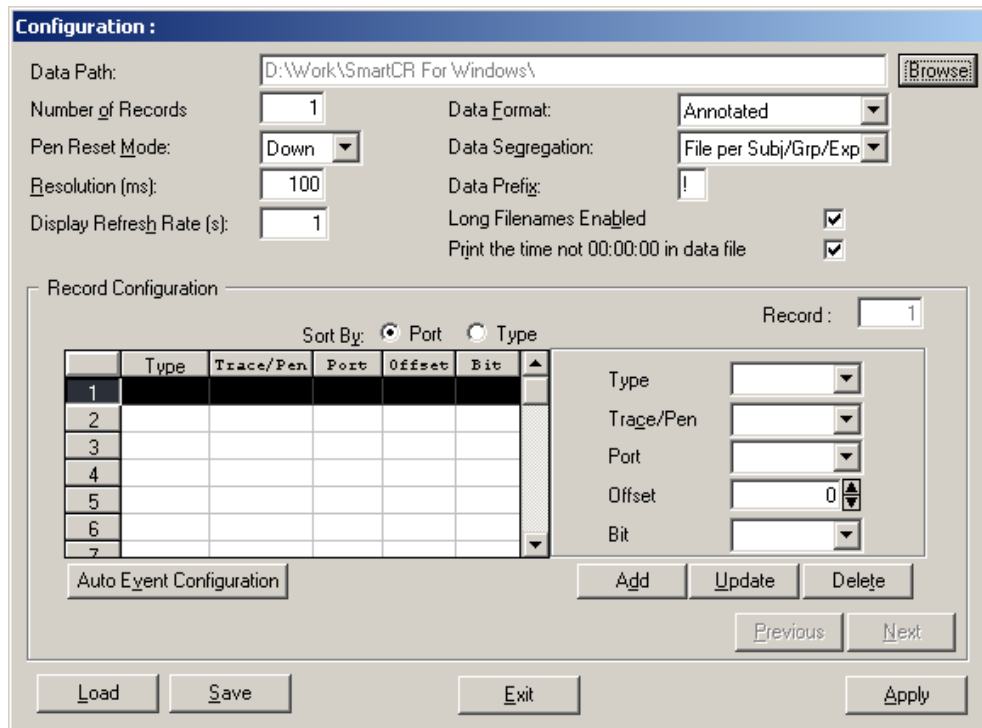 Configuration :
Data Path: D:\Work\SmartCR For Windows\ Browse
Number of Records 1 Data Format: Annotated
Pen Reset Mode: Down Data Segregation: File per Subj/Grp/Exp
Resolution (ms): 100 Data Prefix: !
Display Refresh Rate (s): 1 Long Filenames Enabled
Print the time not 00:00:00 in data file
Record Configuration
Record : 1
Sort By: Port Type
Type Trace/Pen Port Offset Bit
1
2
3
4
5
6
7
Type
Trace/Pen
Port
Offset 0
Bit
Auto Event Configuration Add Update Delete
Previous Next
Load Save Exit Apply